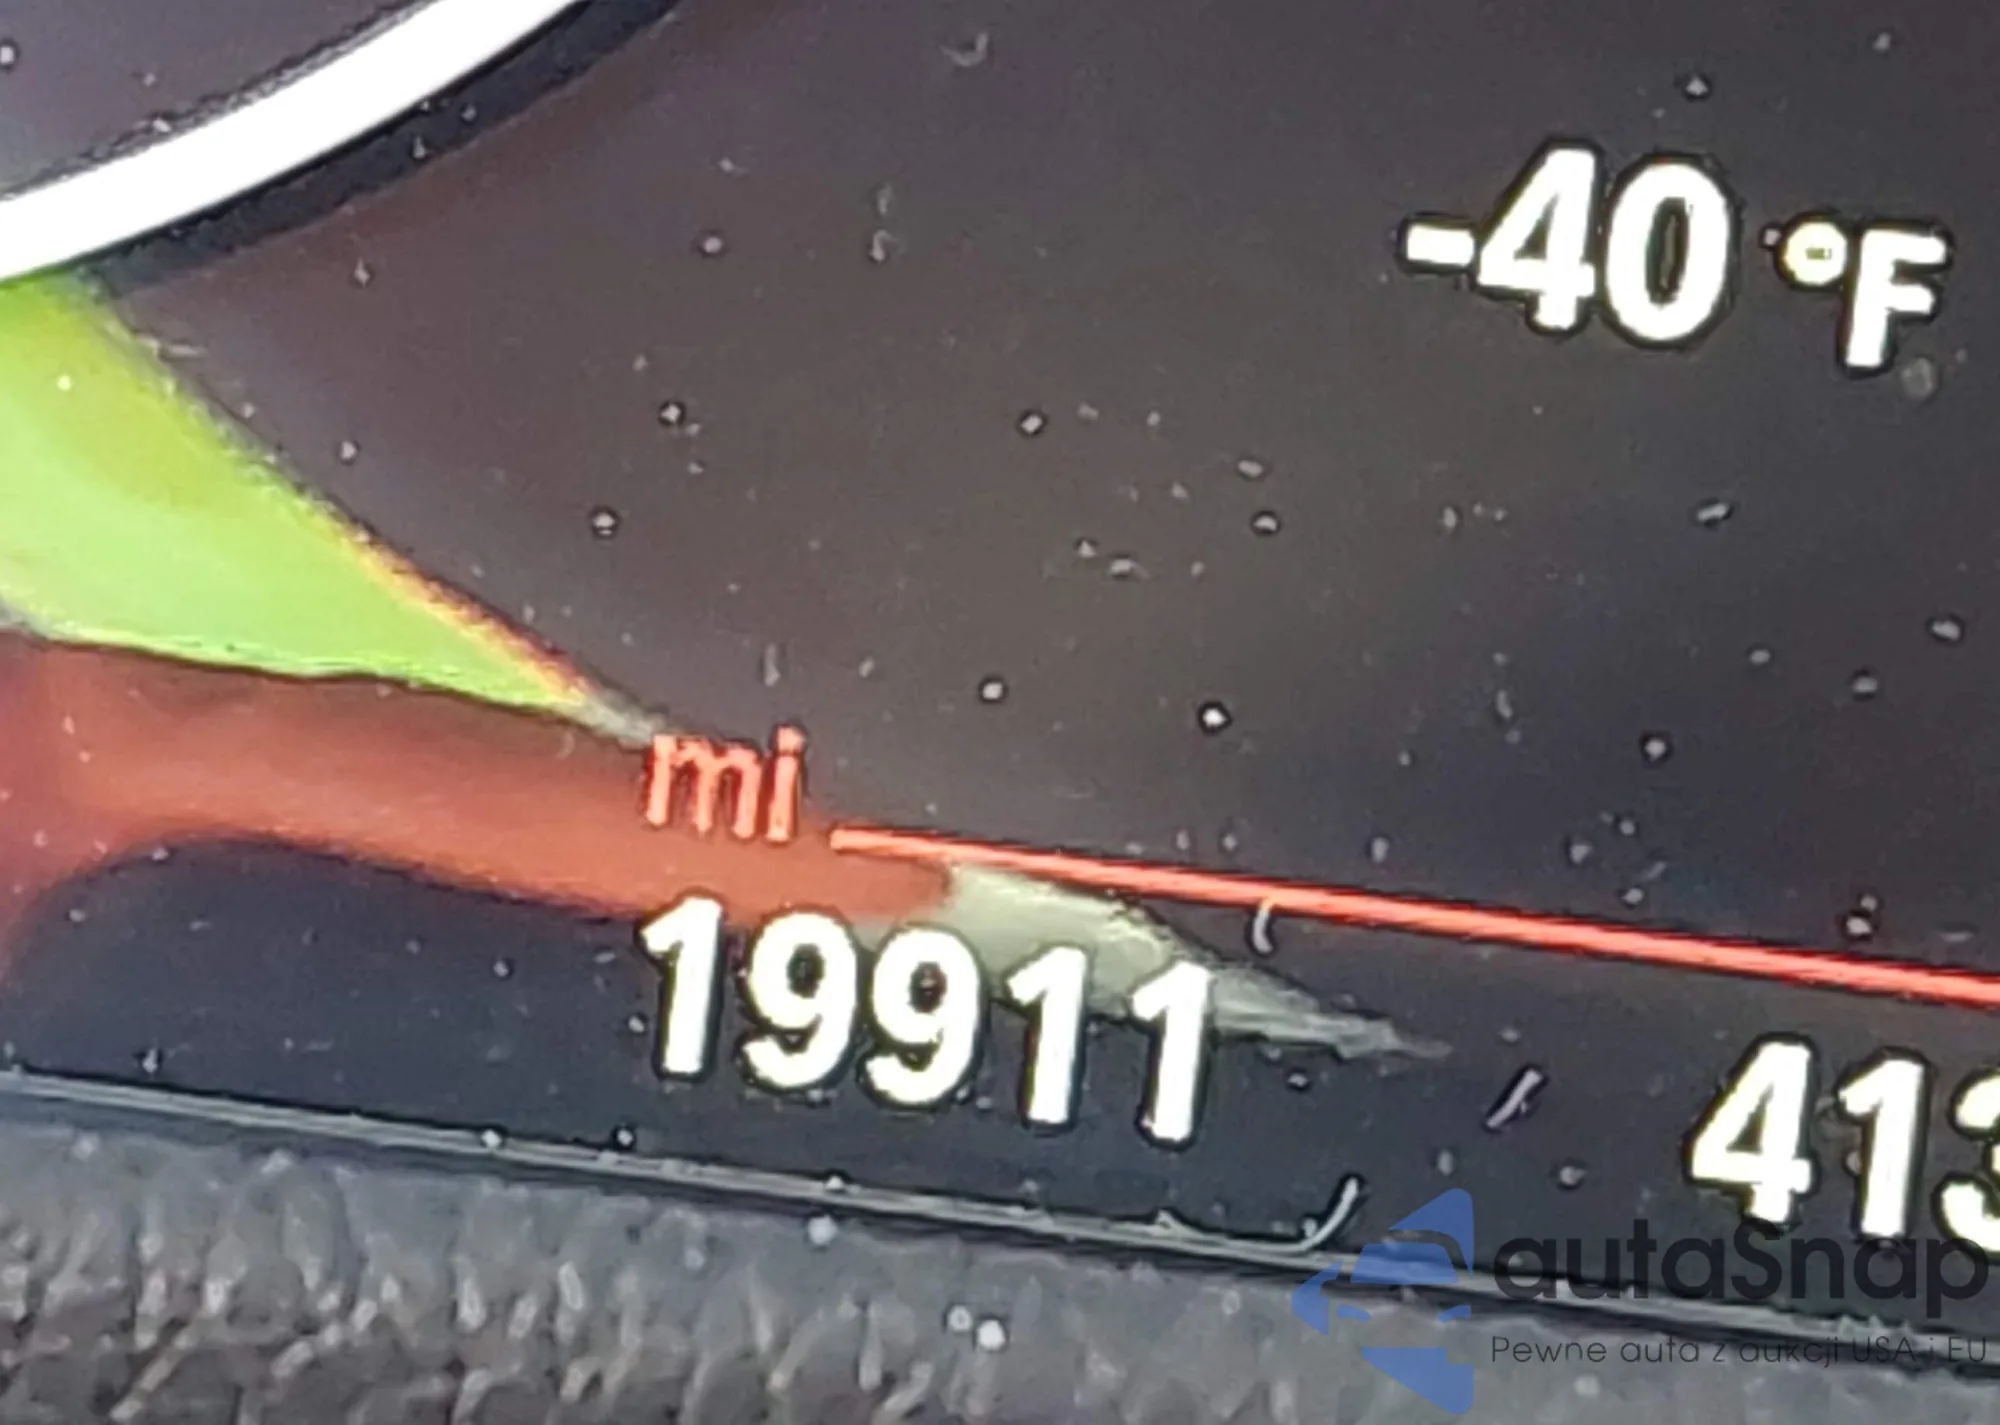 -40 °F
mi
19911
413
autaSnap
Pewne auta z aukcji USA i EU